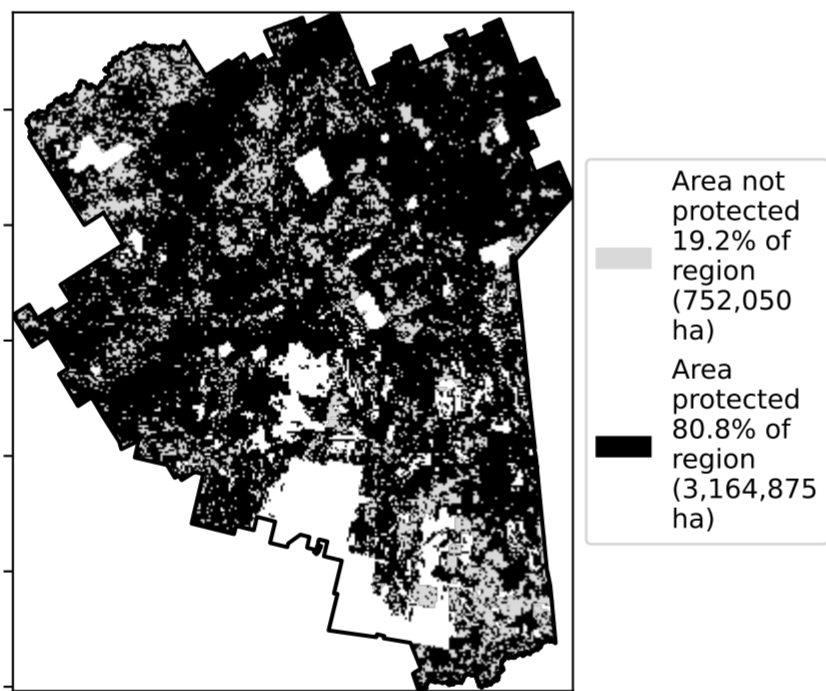 Area not
protected
19.2% of
region
(752,050
ha)
Area
protected
80.8% of
region
(3,164,875
ha)